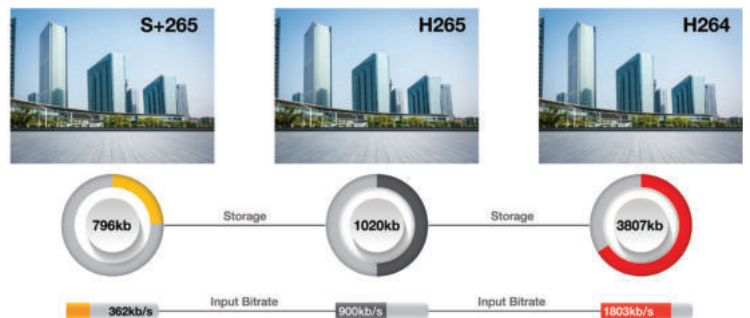 S+265
H265
H264
796kb
Storage
1020kb
Storage
3807kb
362kb/s
Input Bitrate
900kb/s
Input Bitrate
1803kb/s